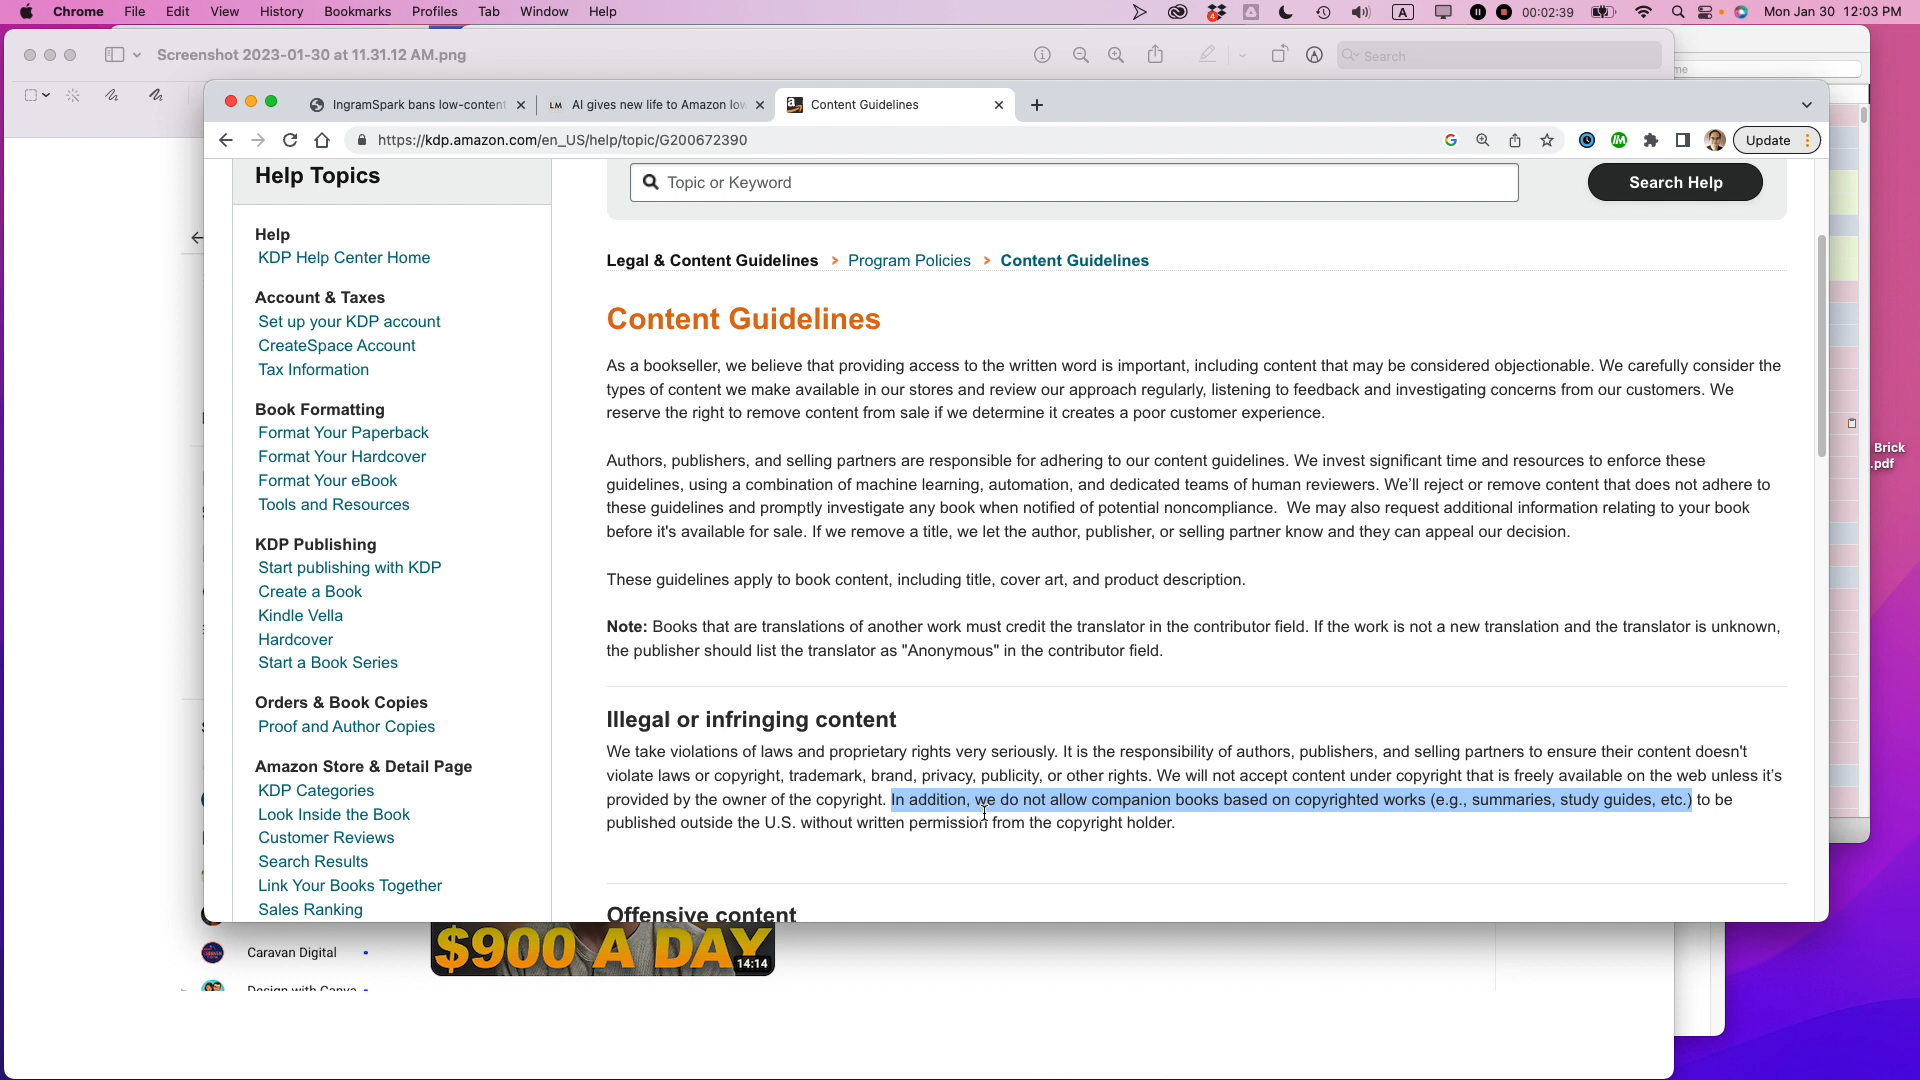 Chrome File Edit View History Bookmarks Profiles Tab Window Help
4 A 00:02:39 Mon Jan 30 12:03 PM
Screenshot 2023-01-30 at 11.31.12 AM.png
Search
IngramSpark bans low-content
LM AI gives new life to Amazon lo
Content Guidelines
https://kdp.amazon.com/en_US/help/topic/G200672390
Update
Help Topics
Topic or Keyword
Search Help
Help
KDP Help Center Home
Account & Taxes
Set up your KDP account
CreateSpace Account
Tax Information
Book Formatting
Format Your Paperback
Format Your Hardcover
Format Your eBook
Tools and Resources
KDP Publishing
Start publishing with KDP
Create a Book
Kindle Vella
Hardcover
Start a Book Series
Orders & Book Copies
Proof and Author Copies
Amazon Store & Detail Page
KDP Categories
Look Inside the Book
Customer Reviews
Search Results
Link Your Books Together
Sales Ranking
Legal & Content Guidelines > Program Policies > Content Guidelines
Content Guidelines
As a bookseller, we believe that providing access to the written word is important, including content that may be considered objectionable. We carefully consider the
types of content we make available in our stores and review our approach regularly, listening to feedback and investigating concerns from our customers. We
reserve the right to remove content from sale if we determine it creates a poor customer experience.
Authors, publishers, and selling partners are responsible for adhering to our content guidelines. We invest significant time and resources to enforce these
guidelines, using a combination of machine learning, automation, and dedicated teams of human reviewers. We'll reject or remove content that does not adhere to
these guidelines and promptly investigate any book when notified of potential noncompliance. We may also request additional information relating to your book
before it's available for sale. If we remove a title, we let the author, publisher, or selling partner know and they can appeal our decision.
These guidelines apply to book content, including title, cover art, and product description.
Note: Books that are translations of another work must credit the translator in the contributor field. If the work is not a new translation and the translator is unknown,
the publisher should list the translator as "Anonymous" in the contributor field.
Illegal or infringing content
We take violations of laws and proprietary rights very seriously. It is the responsibility of authors, publishers, and selling partners to ensure their content doesn't
violate laws or copyright, trademark, brand, privacy, publicity, or other rights. We will not accept content under copyright that is freely available on the web unless it's
provided by the owner of the copyright. In addition, we do not allow companion books based on copyrighted works (e.g., summaries, study guides, etc.) to be
published outside the U.S. without written permission from the copyright holder.
Offensive content
Brick
.pdf
Caravan Digital
Design with Canva
$900 A DAY
14:14